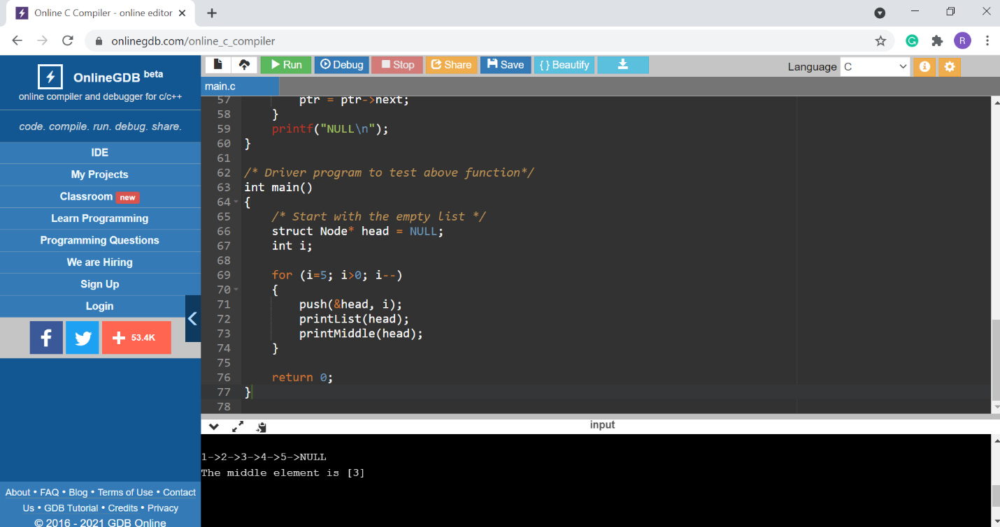 Online C Compiler - online editor
onlinegdb.com/online_c_compiler
R
OnlineGDB beta
online compiler and debugger for c/c++
code. compile. run. debug. share.
IDE
My Projects
Classroom new
Learn Programming
Programming Questions
We are Hiring
Sign Up
Login
53.4K
About • FAQ • Blog • Terms of Use • Contact
Us • GDB Tutorial • Credits • Privacy
© 2016 - 2021 GDB Online
Run Debug Stop Share Save {} Beautify
Language C
main.c
57 ptr = ptr->next;
58 }
59 printf("NULL\n");
60 }
61
62 /* Driver program to test above function*/
63 int main()
64 {
65 /* Start with the empty list */
66 struct Node* head = NULL;
67 int i;
68
69 for (i=5; i>0; i--)
70 {
71 push(&head, i);
72 printList(head);
73 printMiddle(head);
74 }
75
76 return 0;
77 }
78
input
1->2->3->4->5->NULL
The middle element is [3]